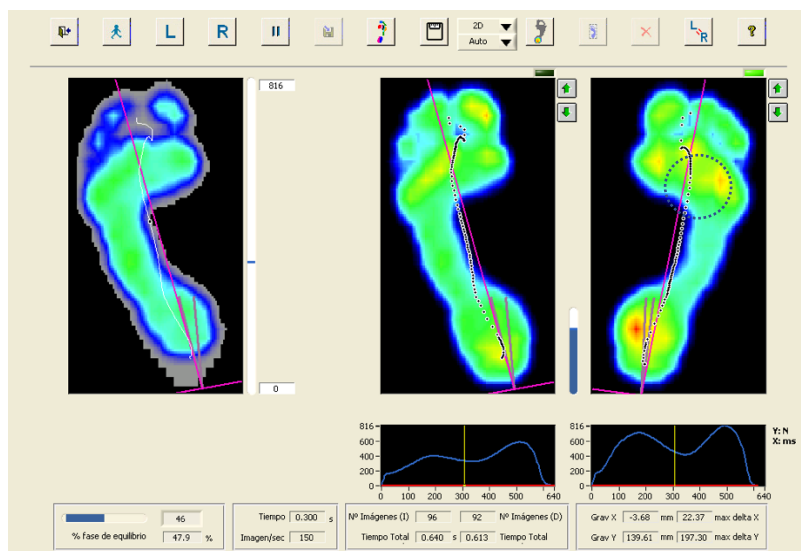 L R 2D
Auto
L R ?
816
0
816
600
400
200
0
0 100 200 300 400 500 640
816
600
400
200
0
0 100 200 300 400 500 640
Y: N
X: ms
46
% fase de equilibrio 47.9 %
Tiempo 0.300 s
Imagen/sec 150
Nº Imágenes (I) 96 92 Nº Imágenes (D)
Tiempo Total 0.640 s 0.613 Tiempo Total
Grav X -3.68 mm 22.37 max delta X
Grav Y 139.61 mm 197.30 max delta Y